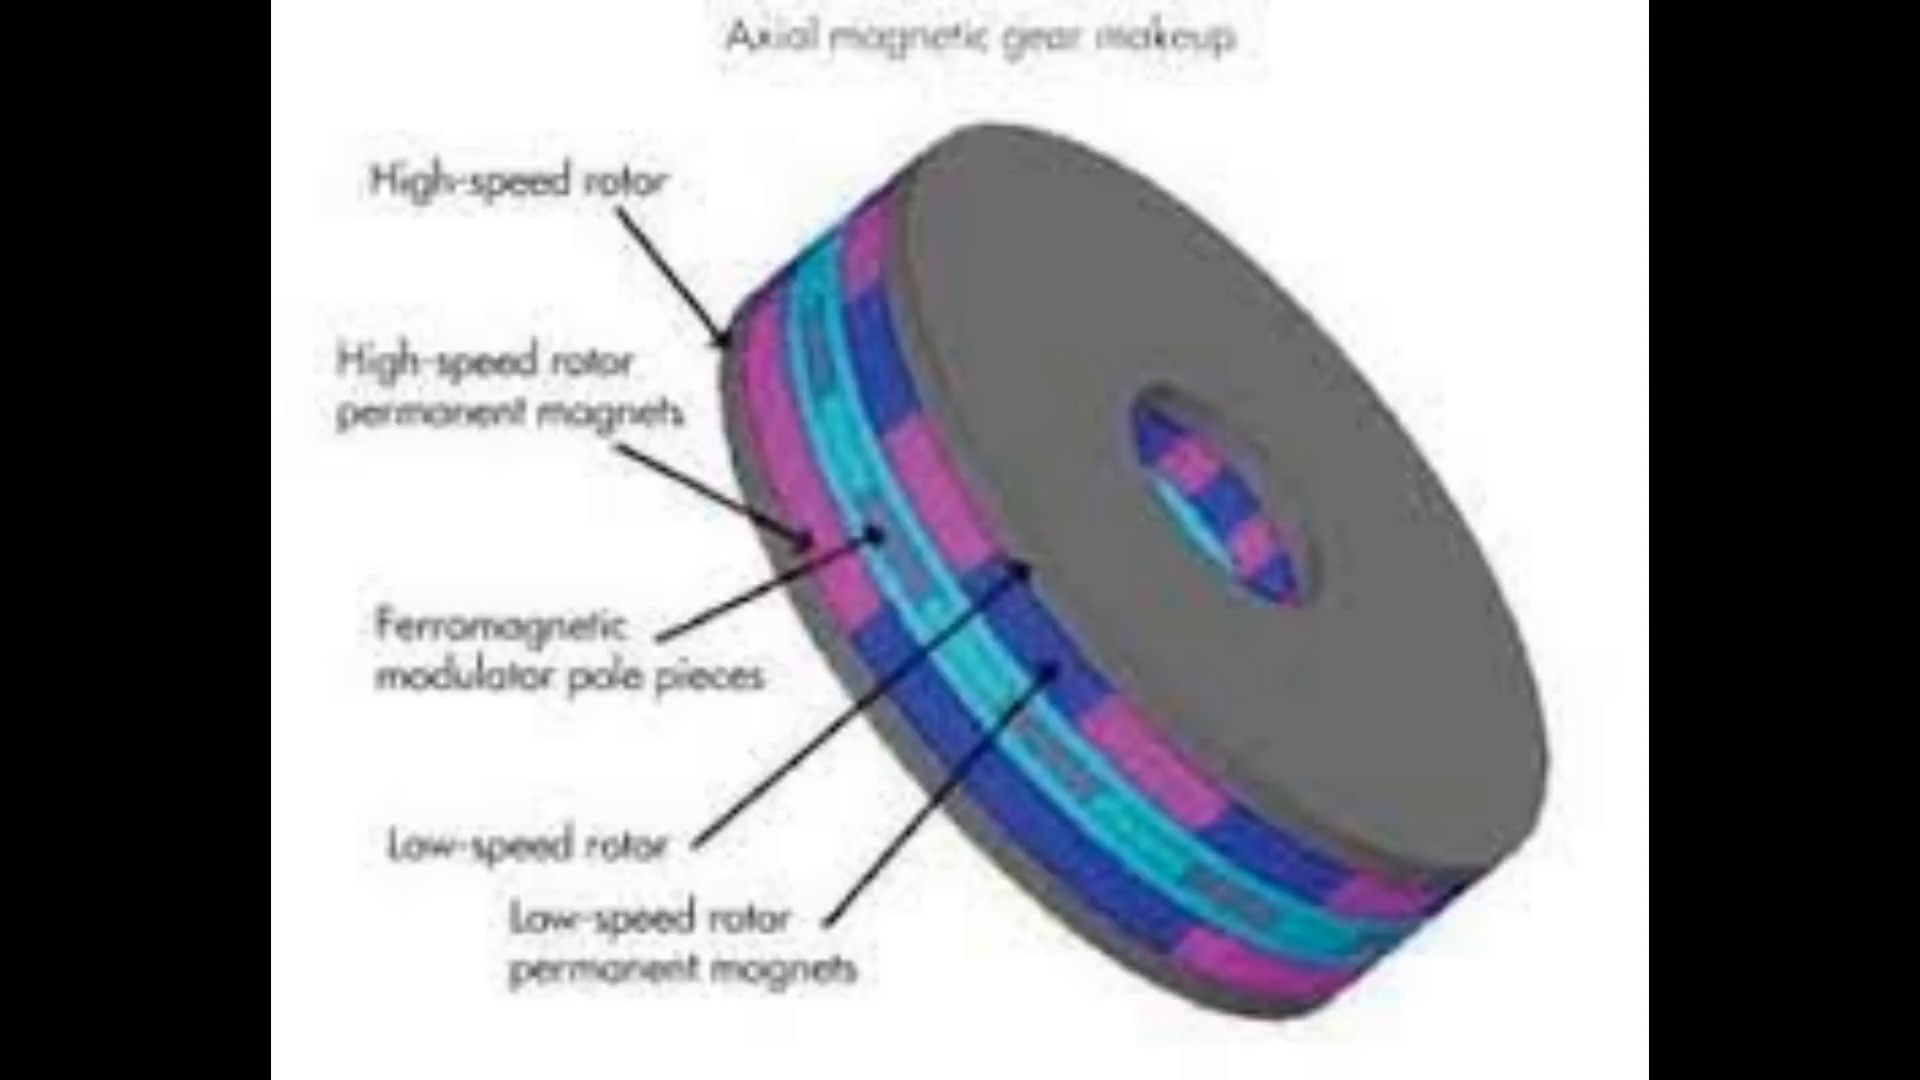 Axial magnetic gear makeup
High-speed rotor
High-speed rotor
permanent magnets
Ferromagnetic
modulator pole pieces
Low-speed rotor
Low-speed rotor
permanent magnets